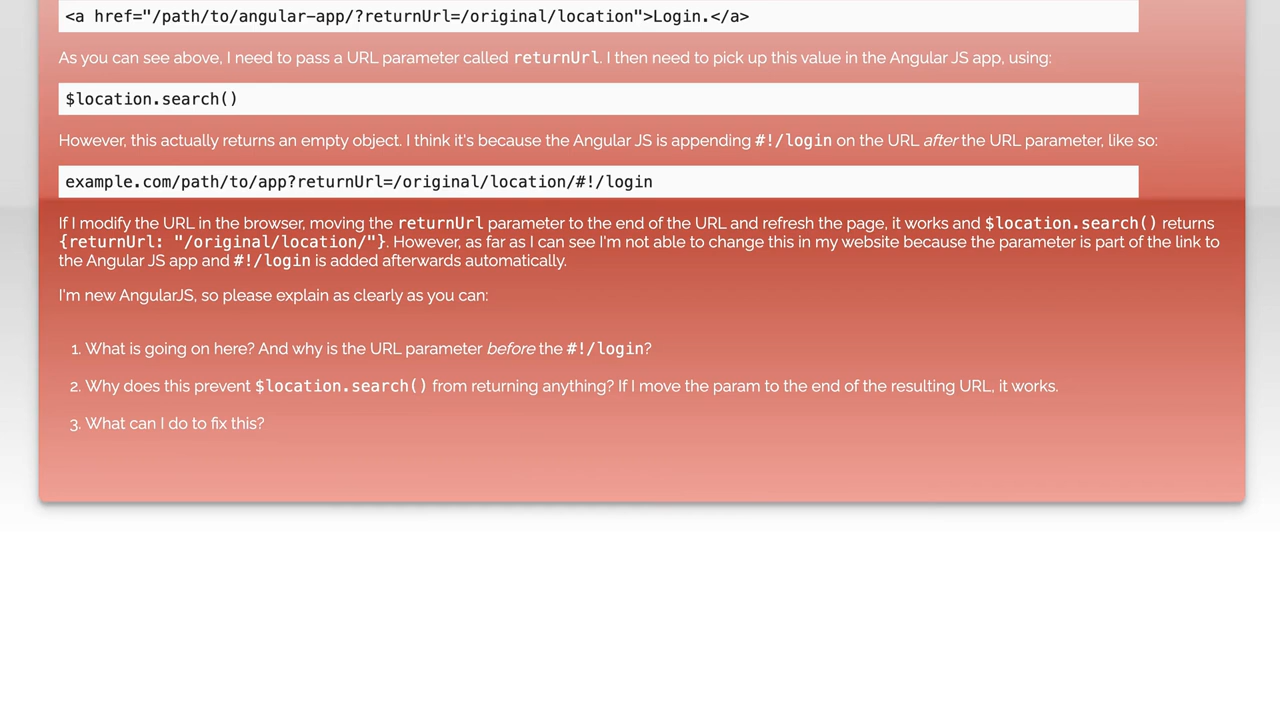 <a href="/path/to/angular-app/?returnUrl=/original/location">Login.</a>
As you can see above, I need to pass a URL parameter called returnUrl. I then need to pick up this value in the Angular JS app, using:
$location.search()
However, this actually returns an empty object. I think it's because the Angular JS is appending #!/login on the URL after the URL parameter, like so:
example.com/path/to/app?returnUrl=/original/location/#!/login
If I modify the URL in the browser, moving the returnUrl parameter to the end of the URL and refresh the page, it works and $location.search() returns
{returnUrl: "/original/location/"}. However, as far as I can see I'm not able to change this in my website because the parameter is part of the link to
the Angular JS app and #!/login is added afterwards automatically.
I'm new AngularJS, so please explain as clearly as you can:
1. What is going on here? And why is the URL parameter before the #!/login?
2. Why does this prevent $location.search() from returning anything? If I move the param to the end of the resulting URL, it works.
3. What can I do to fix this?